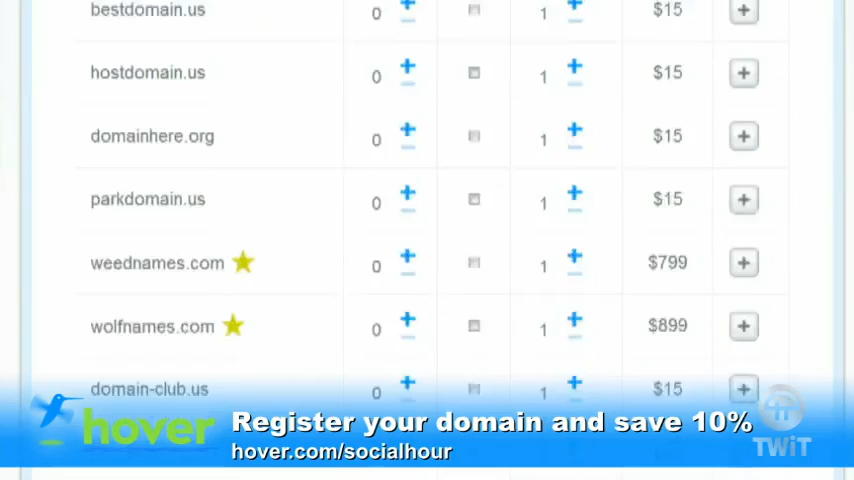 bestdomain.us 0 1 $15
hostdomain.us 0 1 $15
domainhere.org 0 1 $15
parkdomain.us 0 1 $15
weednames.com 0 1 $799
wolfnames.com 0 1 $899
domain-club.us 0 1 $15
hover Register your domain and save 10%
hover.com/socialhour TWiT